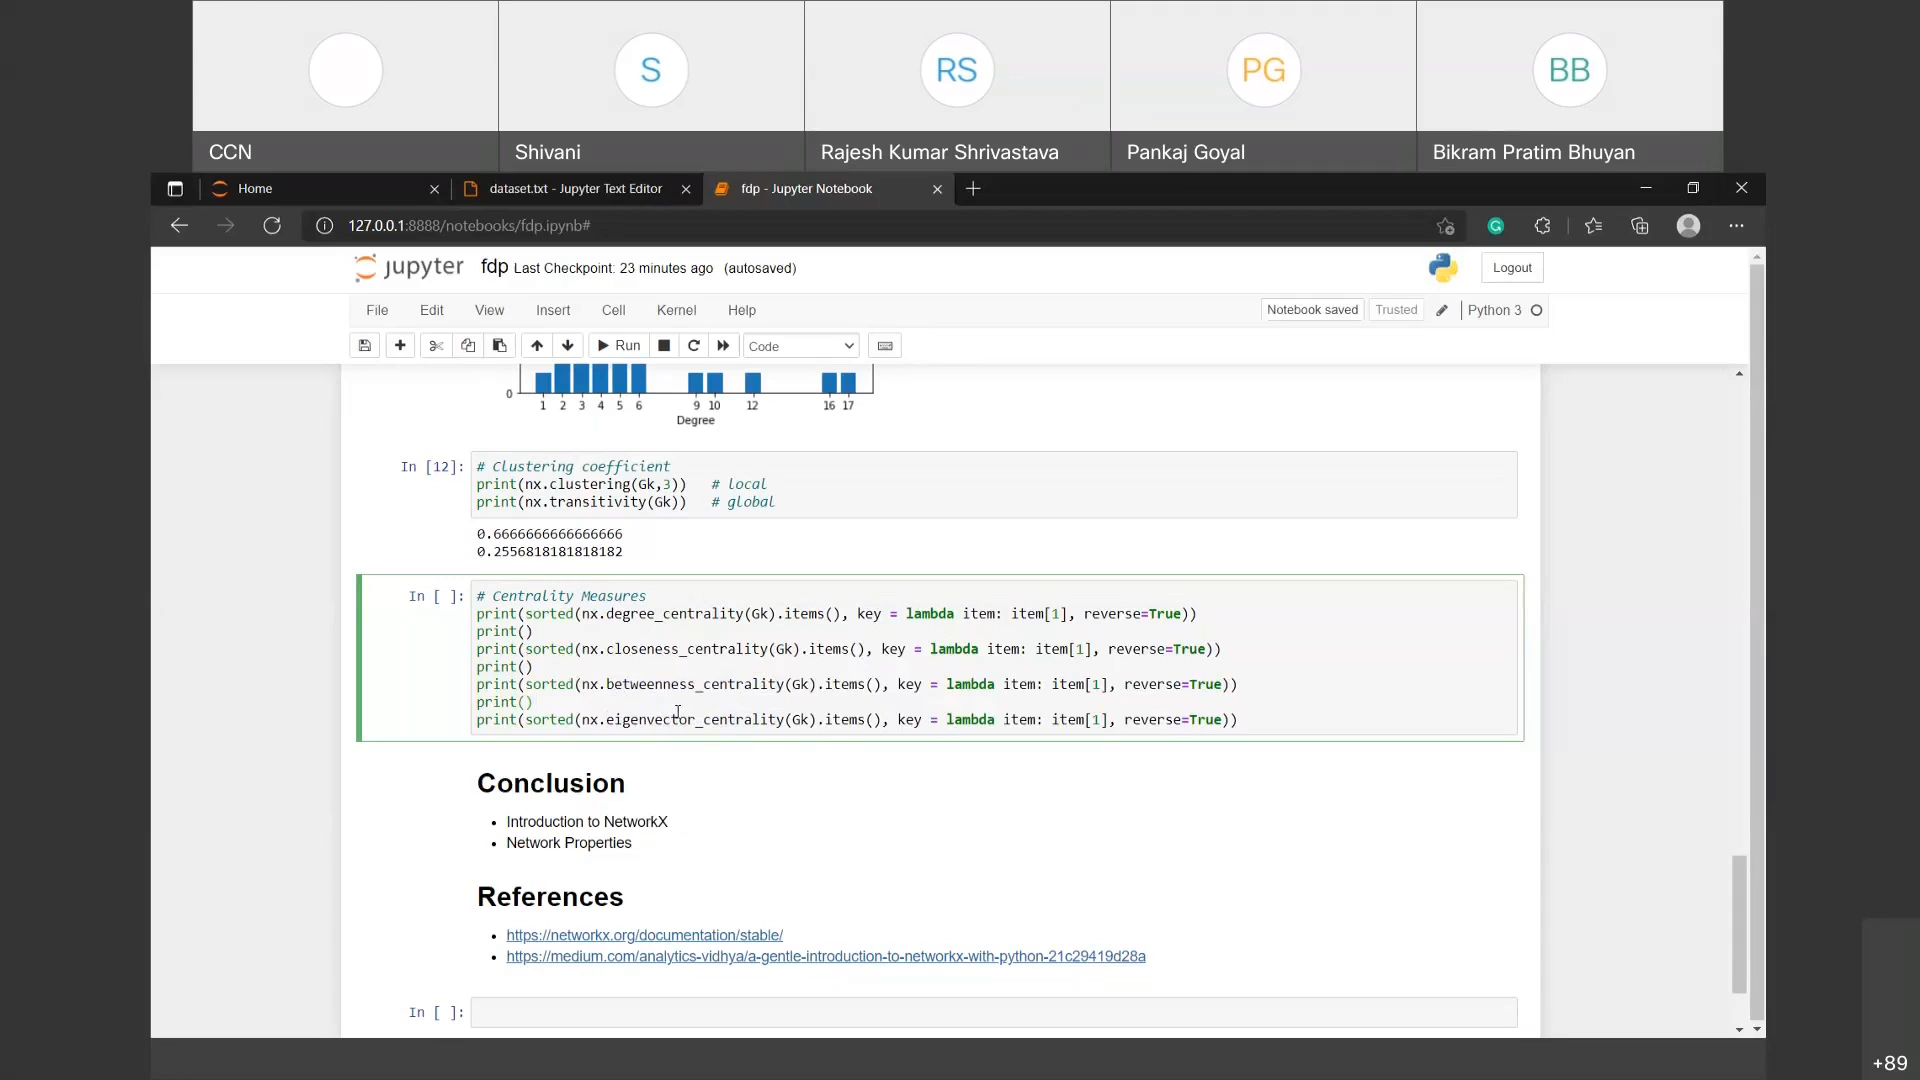 S
RS
PG
BB
CCN
Shivani
Rajesh Kumar Shrivastava
Pankaj Goyal
Bikram Pratim Bhuyan
Home
dataset.txt - Jupyter Text Editor
fdp - Jupyter Notebook
127.0.0.1:8888/notebooks/fdp.ipynb#
jupyter fdp Last Checkpoint: 23 minutes ago (autosaved)
Logout
File Edit View Insert Cell Kernel Help
Notebook saved Trusted Python 3
Run Code
0
1 2 3 4 5 6 9 10 12 16 17
Degree
In [12]: # Clustering coefficient
print(nx.clustering(Gk,3)) # local
print(nx.transitivity(Gk)) # global
0.6666666666666666
0.2556818181818182
In [ ]: # Centrality Measures
print(sorted(nx.degree_centrality(Gk).items(), key = lambda item: item[1], reverse=True))
print()
print(sorted(nx.closeness_centrality(Gk).items(), key = lambda item: item[1], reverse=True))
print()
print(sorted(nx.betweenness_centrality(Gk).items(), key = lambda item: item[1], reverse=True))
print()
print(sorted(nx.eigenvector_centrality(Gk).items(), key = lambda item: item[1], reverse=True))
Conclusion
• Introduction to NetworkX
• Network Properties
References
• https://networkx.org/documentation/stable/
• https://medium.com/analytics-vidhya/a-gentle-introduction-to-networkx-with-python-21c29419d28a
In [ ]:
+89